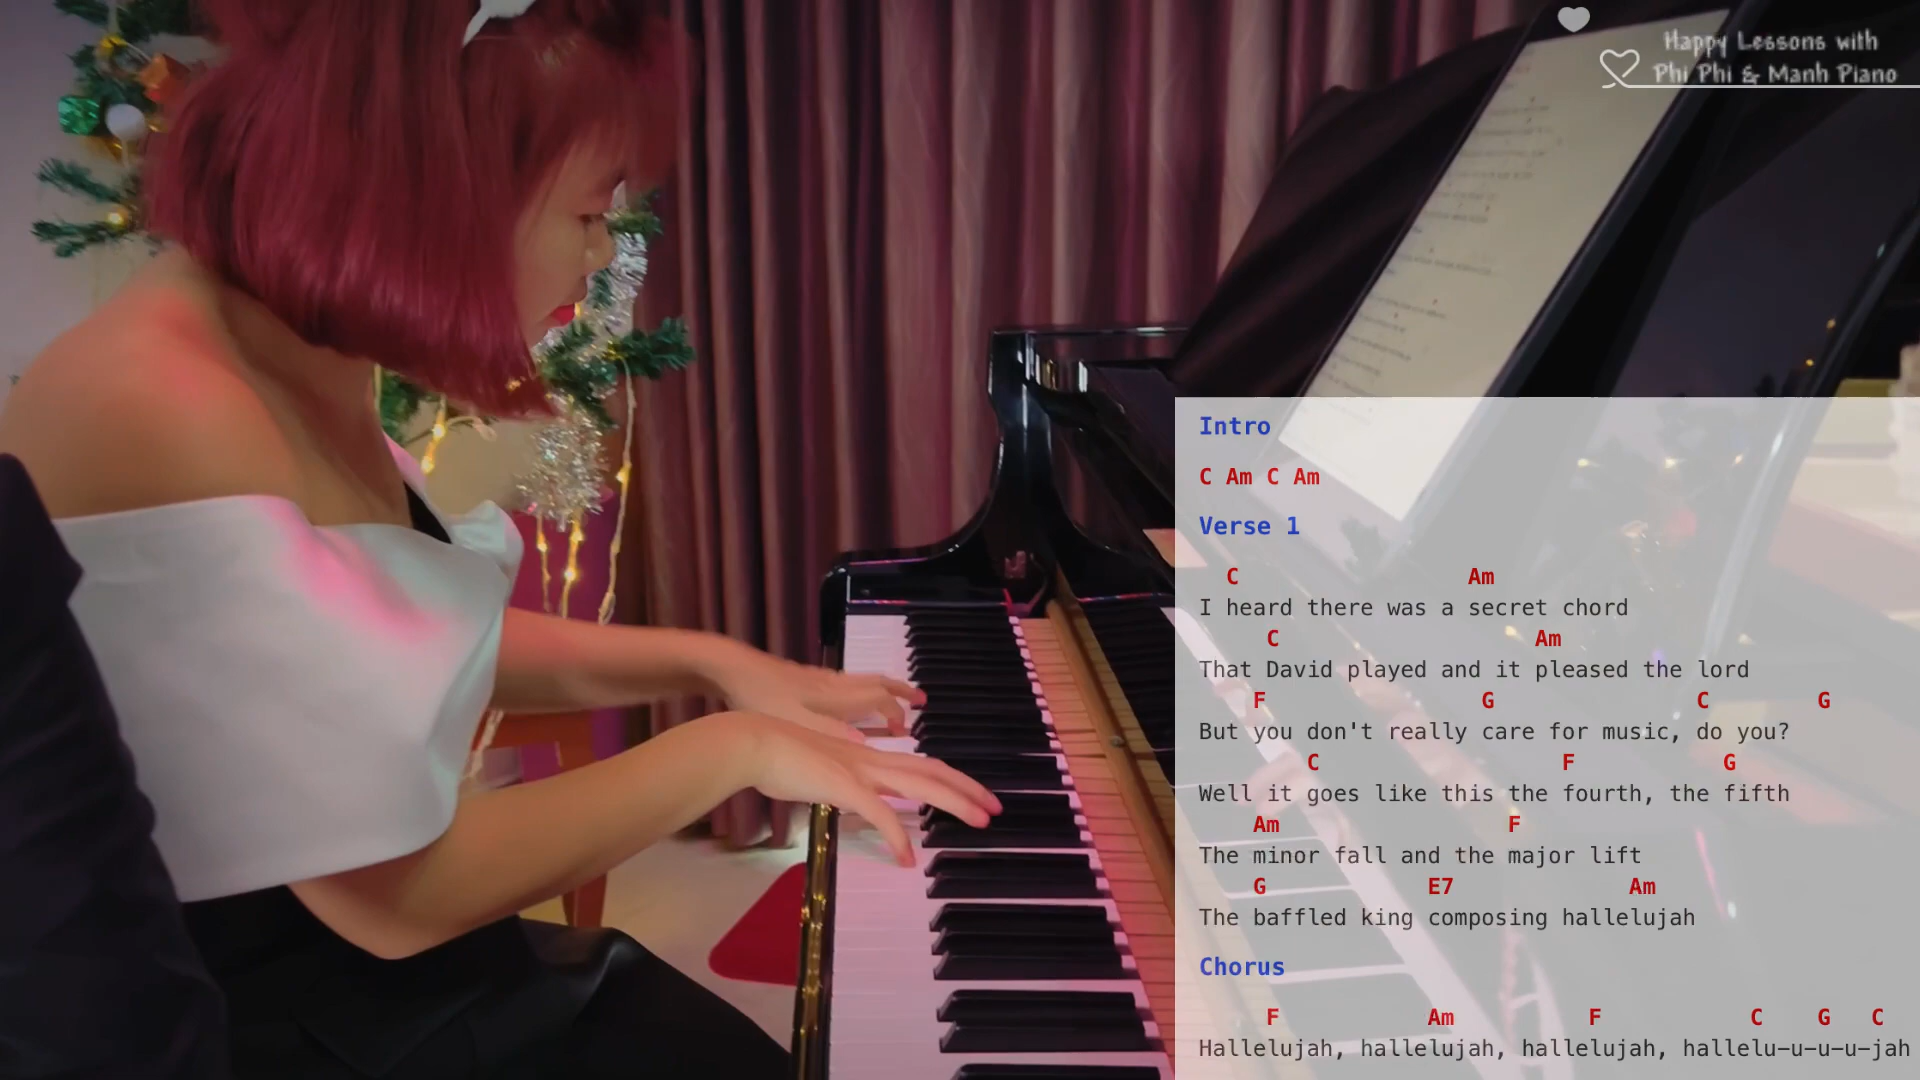 Happy Lessons with
Phi Phi & Manh Piano
Intro
C Am C Am
Verse 1
C Am
I heard there was a secret chord
C Am
That David played and it pleased the lord
F G C G
But you don't really care for music, do you?
C F G
Well it goes like this the fourth, the fifth
Am F
The minor fall and the major lift
G E7 Am
The baffled king composing hallelujah
Chorus
F Am F C G C
Hallelujah, hallelujah, hallelujah, hallelu-u-u-u-jah